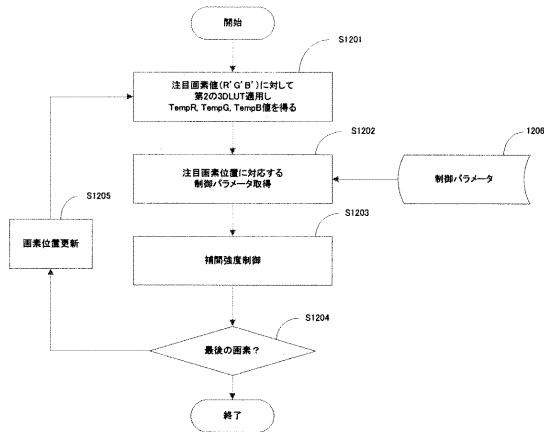 開始
S1201
注目画素値(R'G'B')に対して
第2の3DLUT適用し
TempR, TempG, TempB値を得る
S1202
注目画素位置に対応する
制御パラメータ取得
1206
制御パラメータ
S1205
画素位置更新
S1203
補間強度制御
S1204
最後の画素?
終了